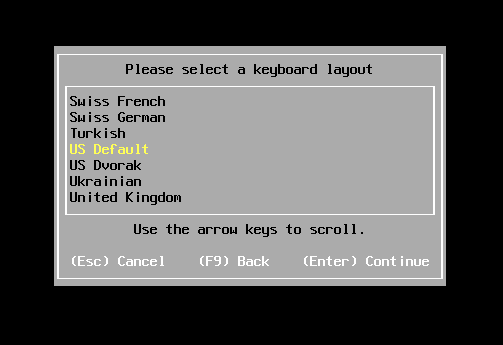 Please select a keyboard layout
Swiss French
Swiss German
Turkish
US Default
US Dvorak
Ukrainian
United Kingdom
Use the arrow keys to scroll.
(Esc) Cancel (F9) Back (Enter) Continue